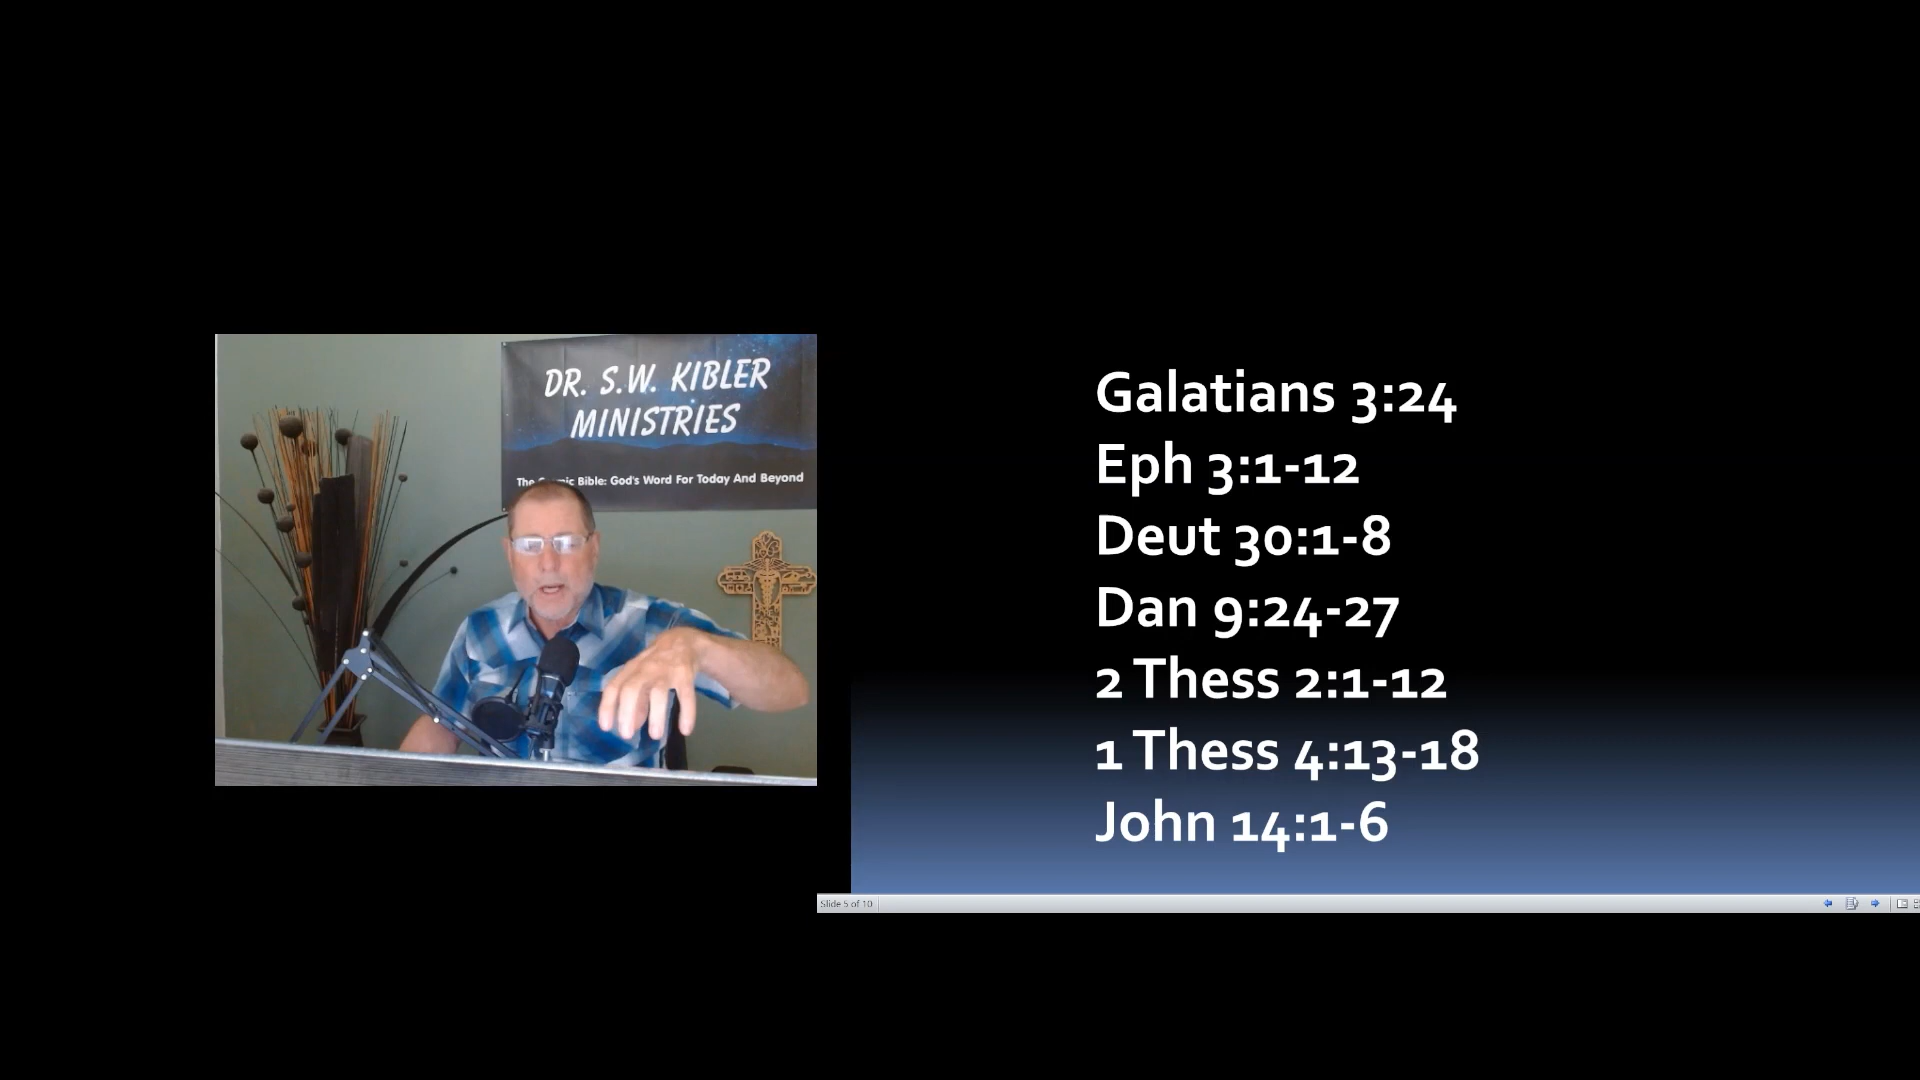 DR. S.W. KIBLER
MINISTRIES
The Bible: God's Word For Today And Beyond
Galatians 3:24
Eph 3:1-12
Deut 30:1-8
Dan 9:24-27
2 Thess 2:1-12
1 Thess 4:13-18
John 14:1-6
Slide 5 of 10